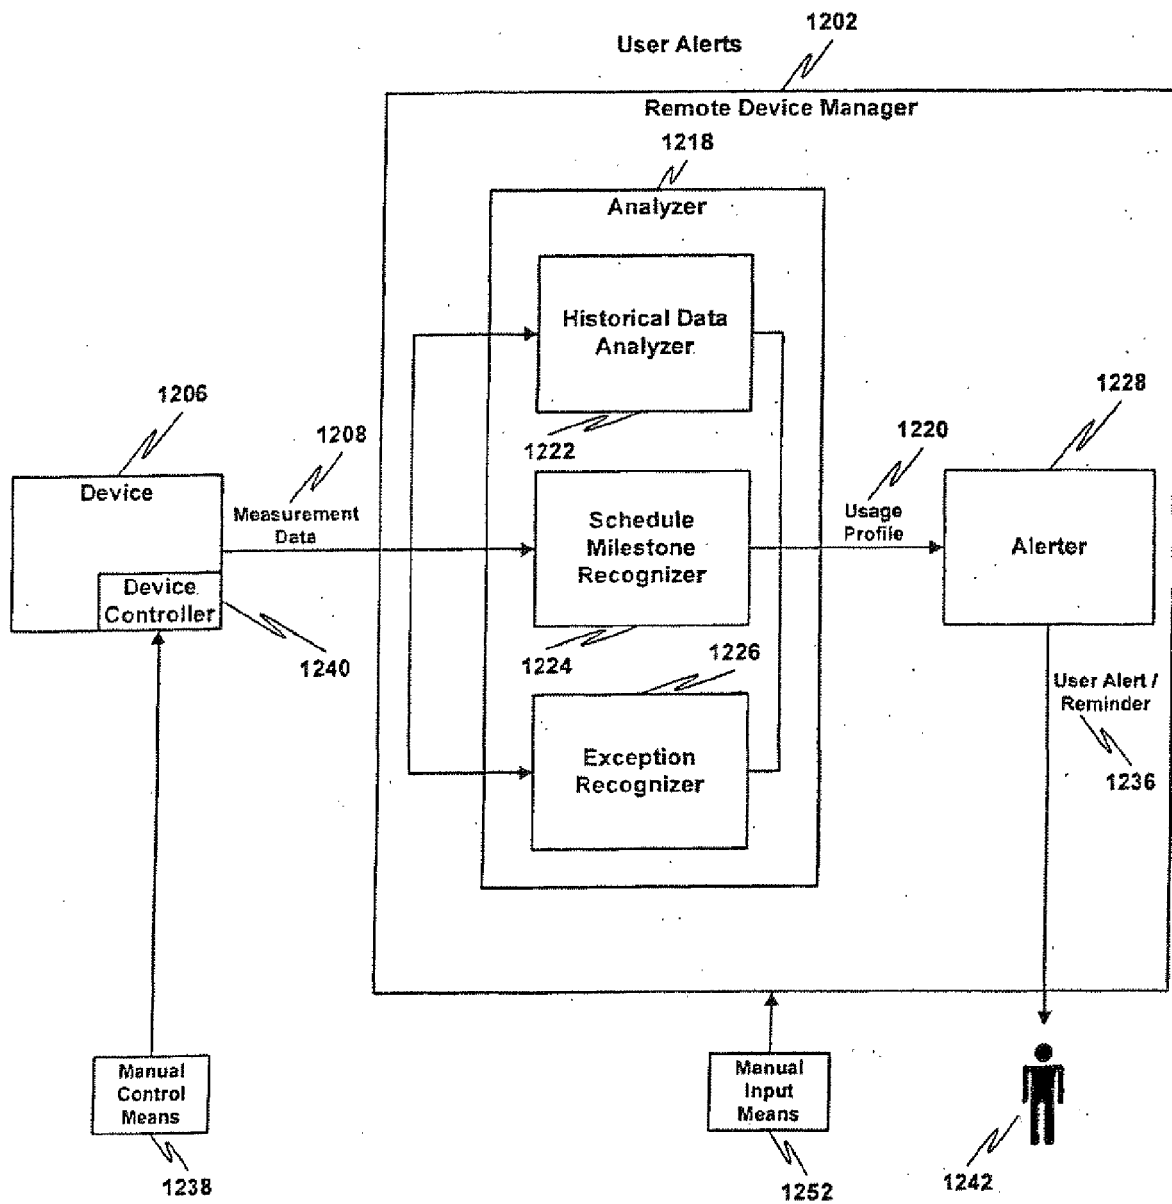 1202
User Alerts
Remote Device Manager
1218
Analyzer
Historical Data
Analyzer
1222
1206
1208
1220
1228
Device
Measurement
Data
Schedule
Milestone
Recognizer
Usage
Profile
Alerter
Device
Controller
1240
1224
1226
User Alert /
Reminder
1236
Exception
Recognizer
Manual
Control
Means
Manual
Input
Means
1238
1252
1242